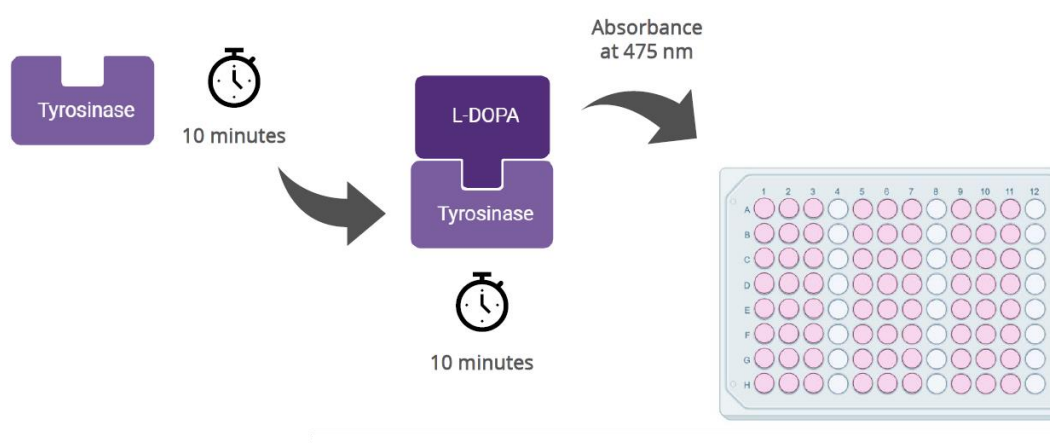 Absorbance
at 475 nm
Tyrosinase
10 minutes
L-DOPA
Tyrosinase
10 minutes
1 2 3 4 5 6 7 8 9 10 11 12
A
B
C
D
E
F
G
H